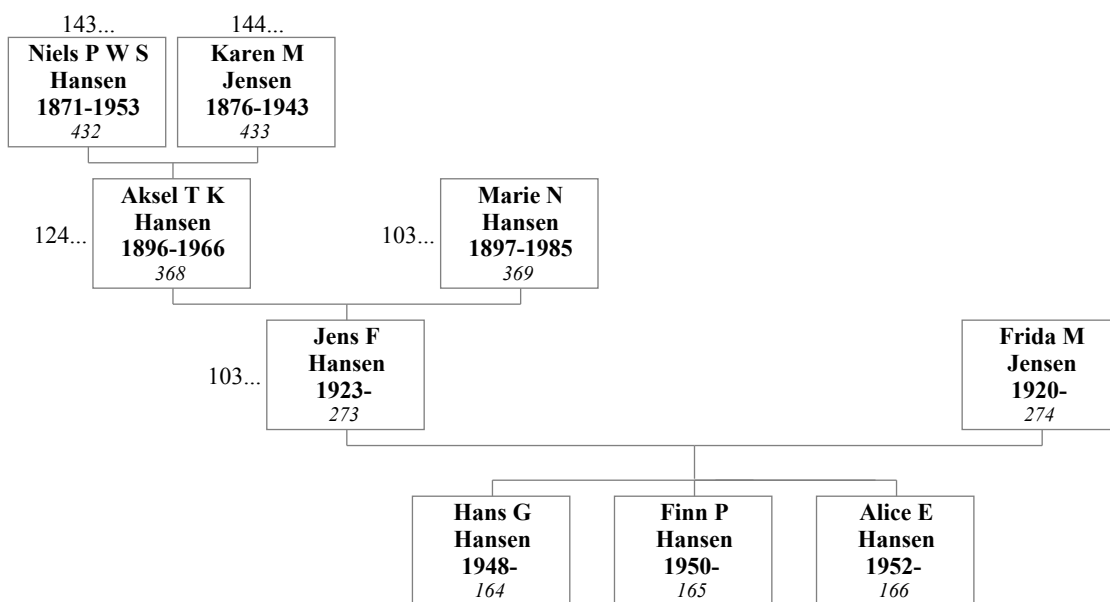 143...
144...
Niels P W S
Hansen
1871-1953
432
Karen M
Jensen
1876-1943
433
124...
Aksel T K
Hansen
1896-1966
368
103...
Marie N
Hansen
1897-1985
369
103...
Jens F
Hansen
1923-
273
Frida M
Jensen
1920-
274
Hans G
Hansen
1948-
164
Finn P
Hansen
1950-
165
Alice E
Hansen
1952-
166